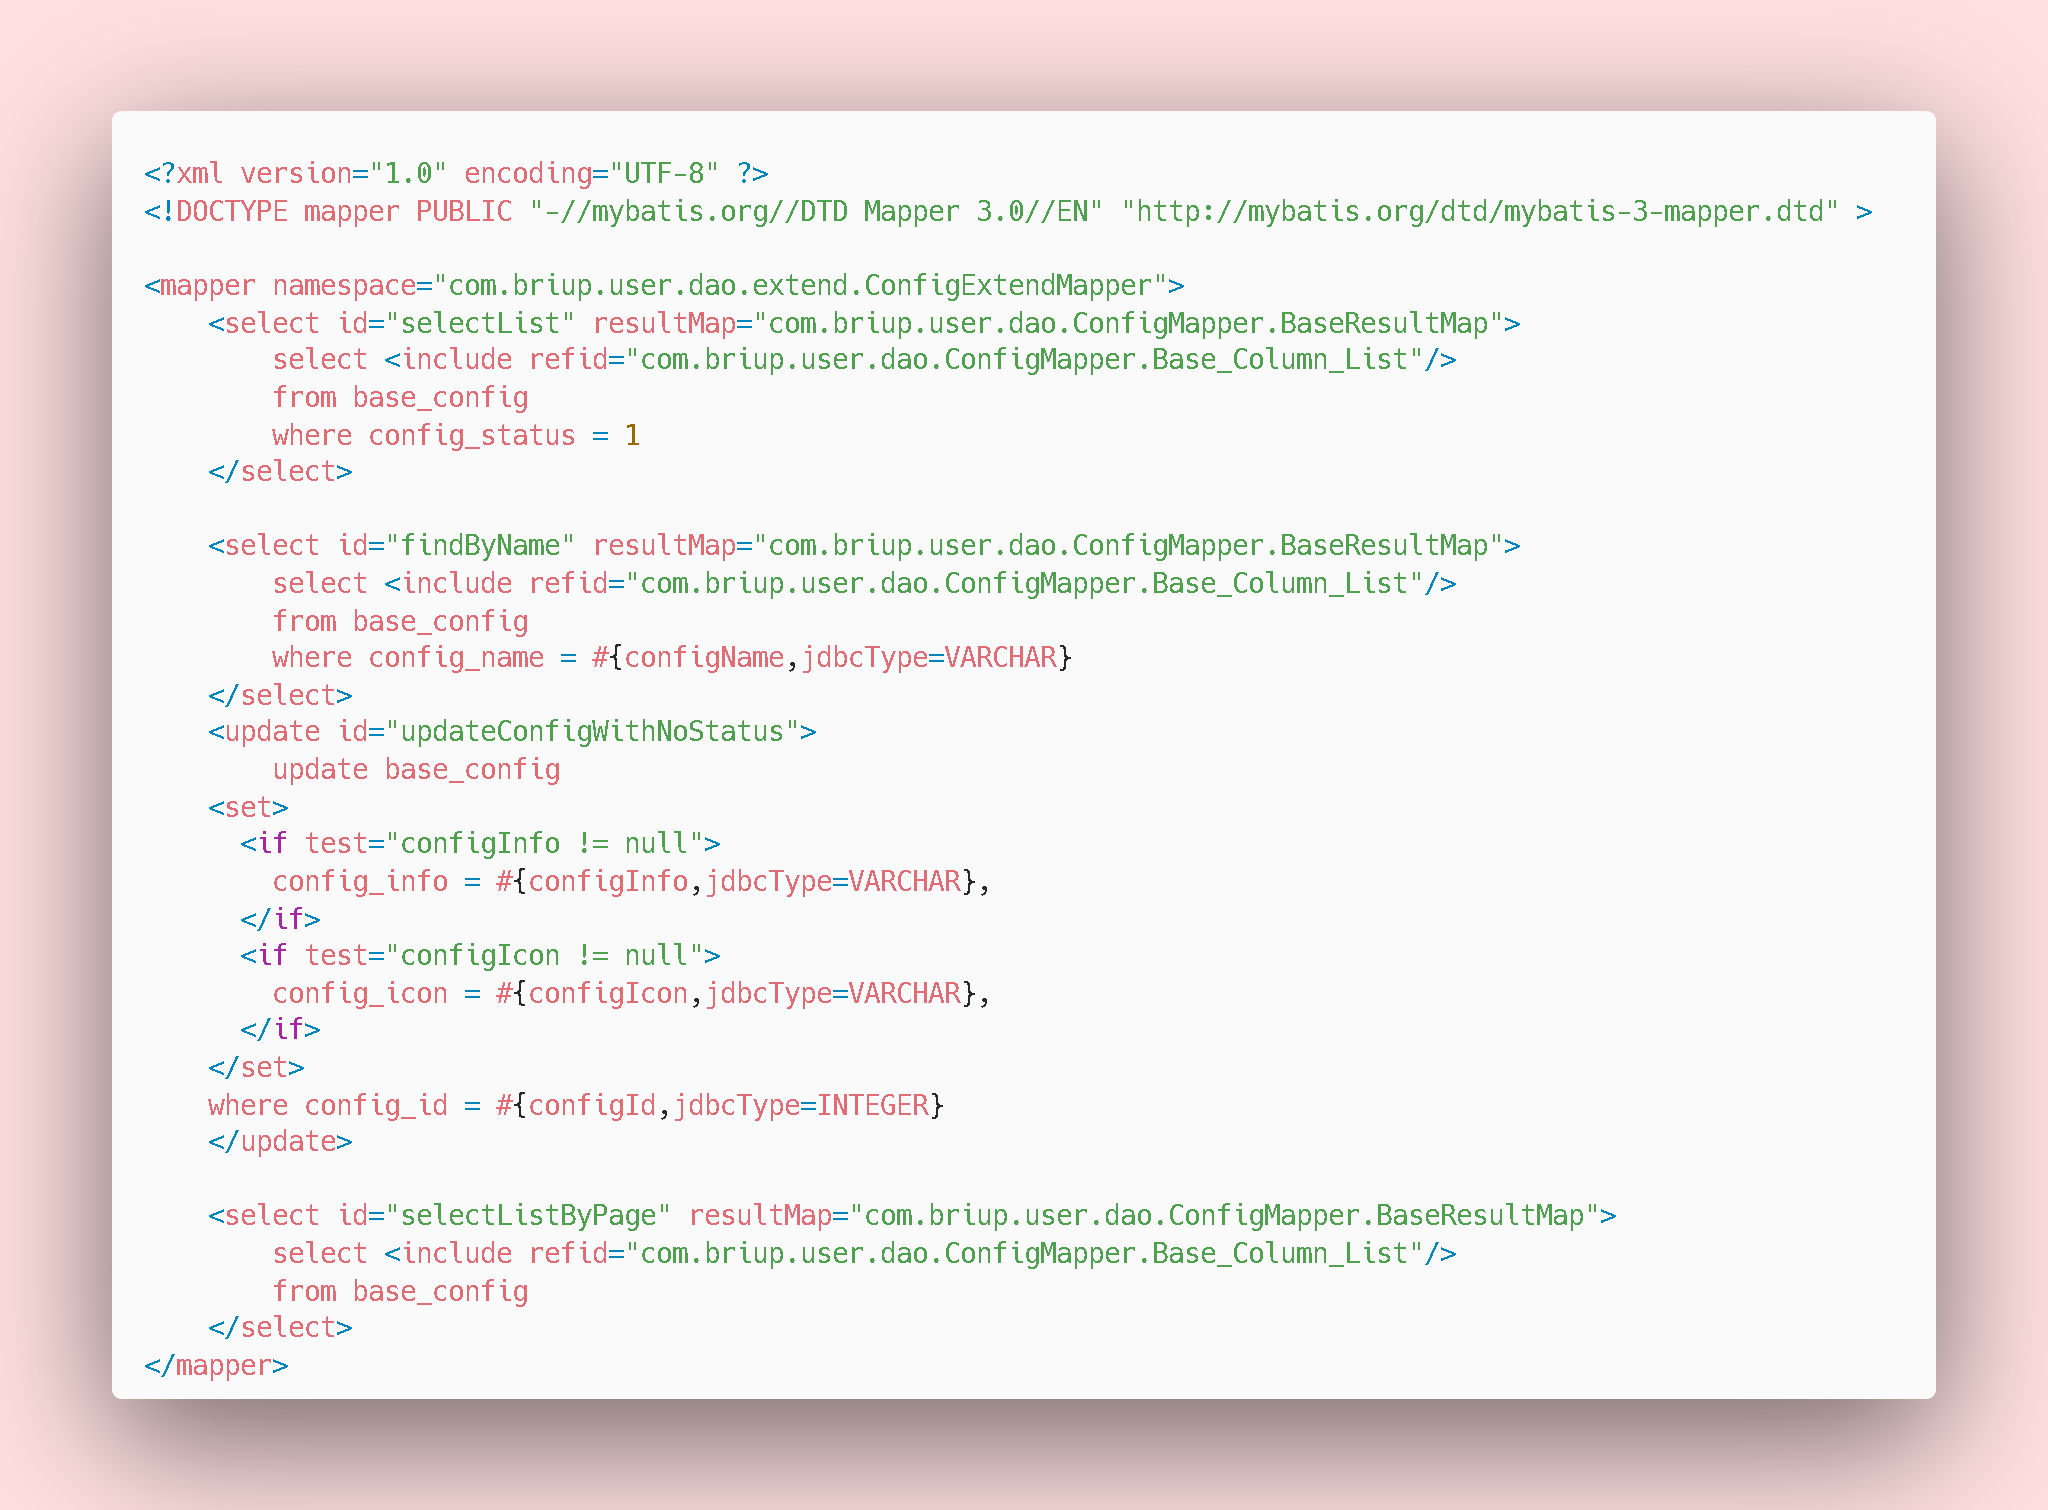 <?xml version="1.0" encoding="UTF-8" ?>
<!DOCTYPE mapper PUBLIC "-//mybatis.org//DTD Mapper 3.0//EN" "http://mybatis.org/dtd/mybatis-3-mapper.dtd" >

<mapper namespace="com.briup.user.dao.extend.ConfigExtendMapper">
    <select id="selectList" resultMap="com.briup.user.dao.ConfigMapper.BaseResultMap">
        select <include refid="com.briup.user.dao.ConfigMapper.Base_Column_List"/>
        from base_config
        where config_status = 1
    </select>

    <select id="findByName" resultMap="com.briup.user.dao.ConfigMapper.BaseResultMap">
        select <include refid="com.briup.user.dao.ConfigMapper.Base_Column_List"/>
        from base_config
        where config_name = #{configName,jdbcType=VARCHAR}
    </select>
    <update id="updateConfigWithNoStatus">
        update base_config
    <set>
      <if test="configInfo != null">
        config_info = #{configInfo,jdbcType=VARCHAR},
      </if>
      <if test="configIcon != null">
        config_icon = #{configIcon,jdbcType=VARCHAR},
      </if>
    </set>
    where config_id = #{configId,jdbcType=INTEGER}
    </update>

    <select id="selectListByPage" resultMap="com.briup.user.dao.ConfigMapper.BaseResultMap">
        select <include refid="com.briup.user.dao.ConfigMapper.Base_Column_List"/>
        from base_config
    </select>
</mapper>